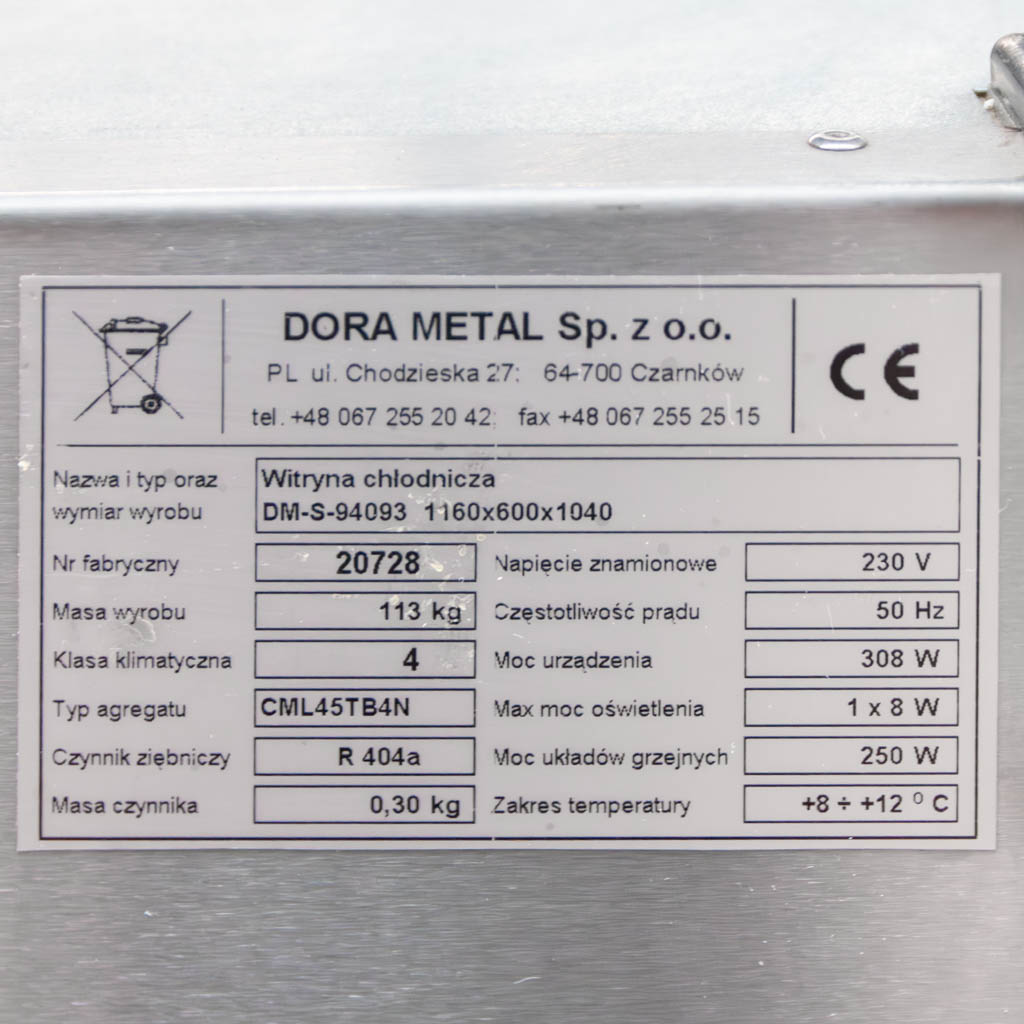 DORA METAL Sp. z o.o.
PL ul. Chodzieska 27; 64-700 Czarnków
tel. +48 067 255 20 42; fax +48 067 255 25 15
CE
Nazwa i typ oraz wymiar wyrobu
Witryna chłodnicza
DM-S-94093 1160x600x1040
Nr fabryczny 20728 Napięcie znamionowe 230 V
Masa wyrobu 113 kg Częstotliwość prądu 50 Hz
Klasa klimatyczna 4 Moc urządzenia 308 W
Typ agregatu CML45TB4N Max moc oświetlenia 1 x 8 W
Czynnik ziębniczy R 404a Moc układów grzejnych 250 W
Masa czynnika 0,30 kg Zakres temperatury +8 ÷ +12 ⁰ C